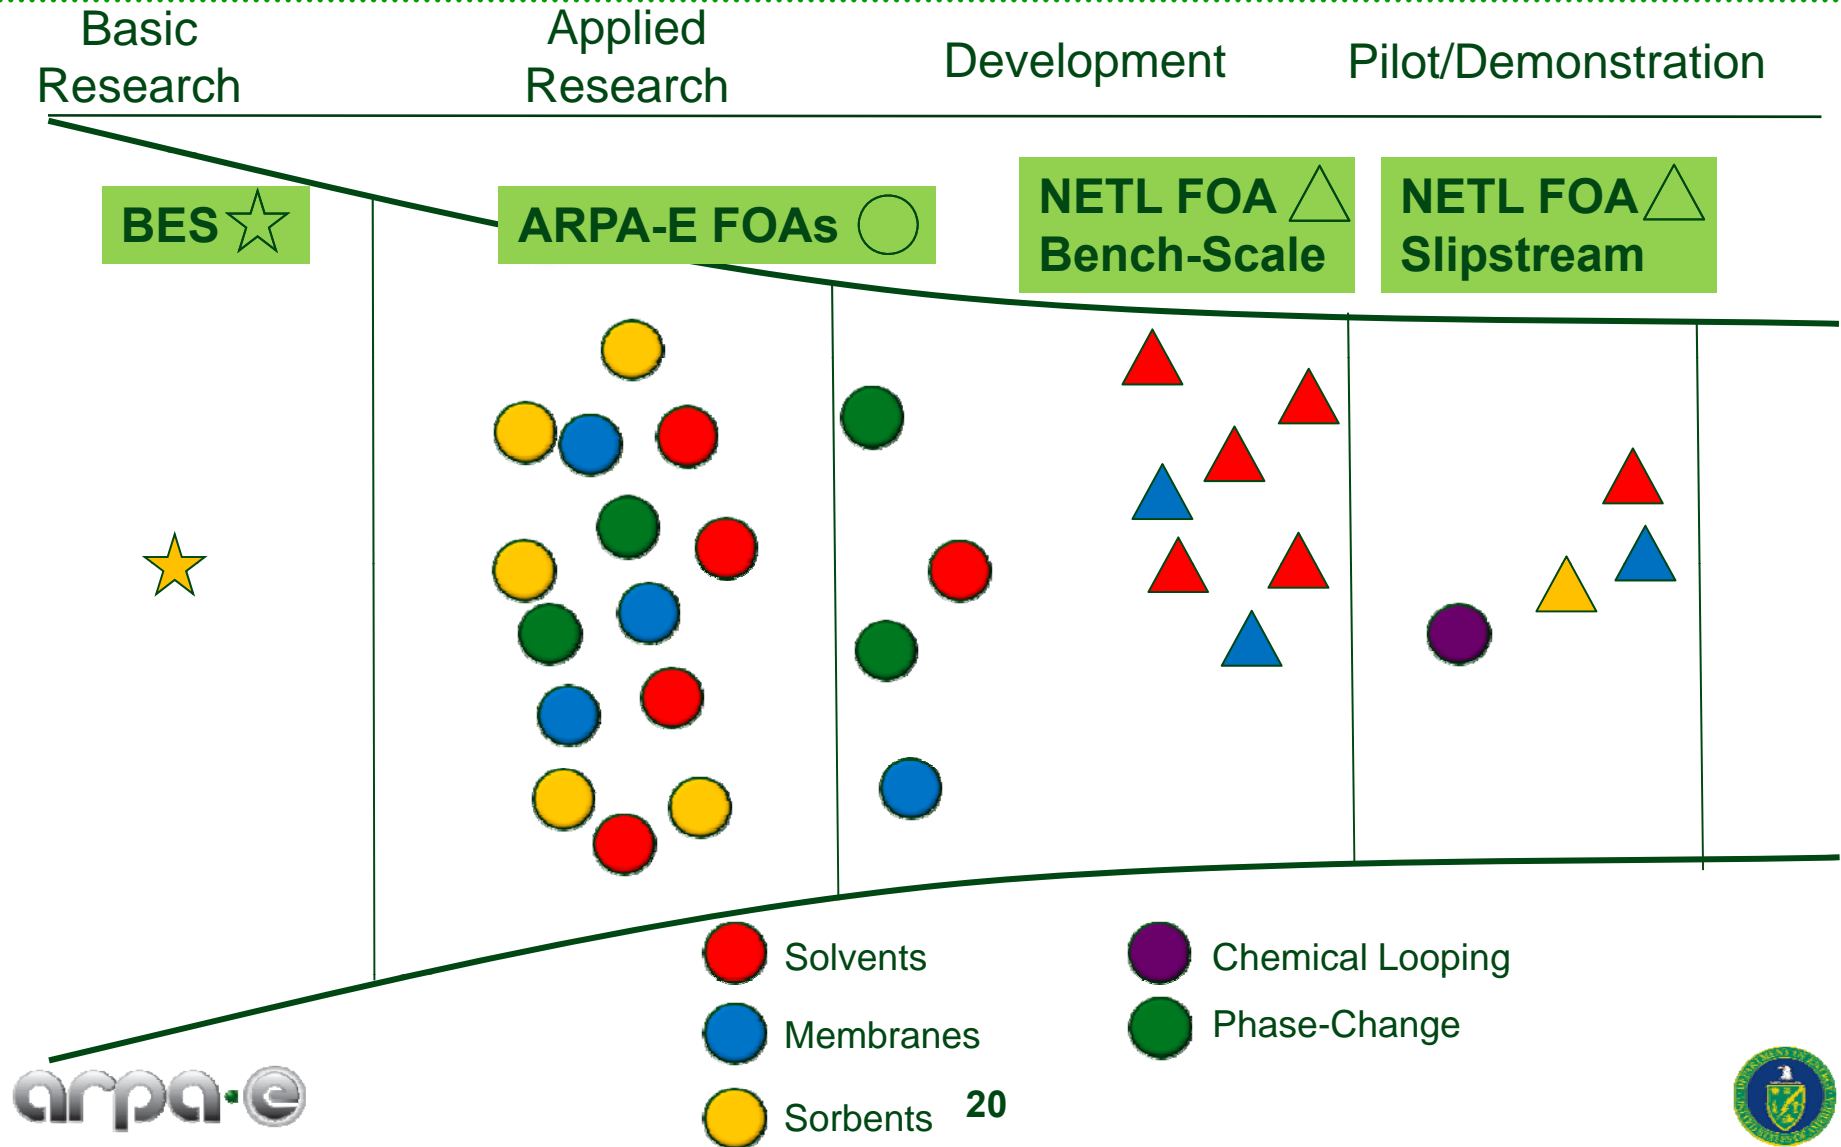 Basic
Research
Applied
Research
Development
Pilot/Demonstration
BES
ARPA-E FOAs
NETL FOA
Bench-Scale
NETL FOA
Slipstream
Solvents
Membranes
Sorbents
Chemical Looping
Phase-Change
arpa·e
20